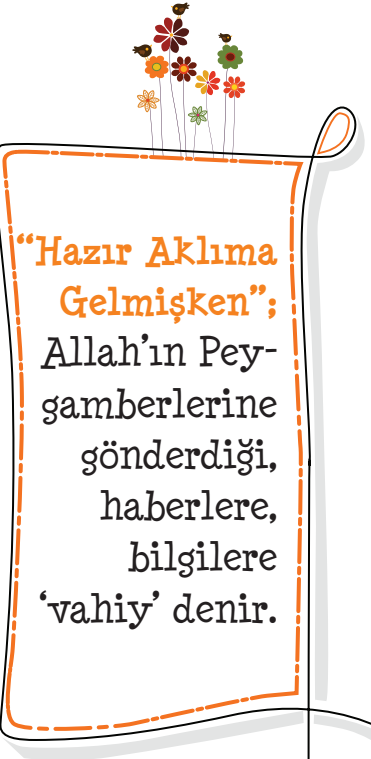 “Hazır Aklıma
Gelmişken”;
Allah’ın Pey-
gamberlerine
gönderdiği,
haberlere,
bilgilere
‘vahiy’ denir.